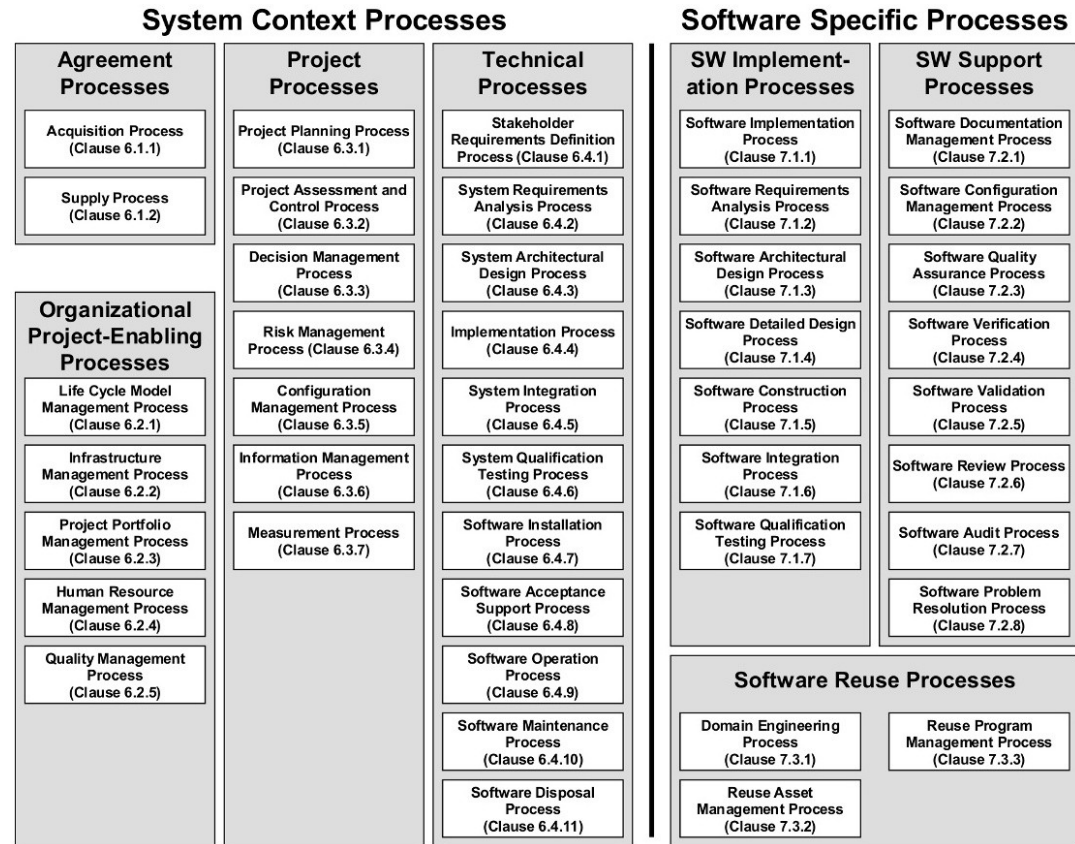 System Context Processes
Agreement
Processes
Acquisition Process
(Clause 6.1.1)
Supply Process
(Clause 6.1.2)
Organizational
Project-Enabling
Processes
Life Cycle Model
Management Process
(Clause 6.2.1)
Infrastructure
Management Process
(Clause 6.2.2)
Project Portfolio
Management Process
(Clause 6.2.3)
Human Resource
Management Process
(Clause 6.2.4)
Quality Management
Process
(Clause 6.2.5)
Project
Processes
Project Planning Process
(Clause 6.3.1)
Project Assessment and
Control Process
(Clause 6.3.2)
Decision Management
Process
(Clause 6.3.3)
Risk Management
Process (Clause 6.3.4)
Configuration
Management Process
(Clause 6.3.5)
Information Management
Process
(Clause 6.3.6)
Measurement Process
(Clause 6.3.7)
Technical
Processes
Stakeholder
Requirements Definition
Process (Clause 6.4.1)
System Requirements
Analysis Process
(Clause 6.4.2)
System Architectural
Design Process
(Clause 6.4.3)
Implementation Process
(Clause 6.4.4)
System Integration
Process
(Clause 6.4.5)
System Qualification
Testing Process
(Clause 6.4.6)
Software Installation
Process
(Clause 6.4.7)
Software Acceptance
Support Process
(Clause 6.4.8)
Software Operation
Process
(Clause 6.4.9)
Software Maintenance
Process
(Clause 6.4.10)
Software Disposal
Process
(Clause 6.4.11)
Software Specific Processes
SW Implement-
ation Processes
Software Implementation
Process
(Clause 7.1.1)
Software Requirements
Analysis Process
(Clause 7.1.2)
Software Architectural
Design Process
(Clause 7.1.3)
Software Detailed Design
Process
(Clause 7.1.4)
Software Construction
Process
(Clause 7.1.5)
Software Integration
Process
(Clause 7.1.6)
Software Qualification
Testing Process
(Clause 7.1.7)
SW Support
Processes
Software Documentation
Management Process
(Clause 7.2.1)
Software Configuration
Management Process
(Clause 7.2.2)
Software Quality
Assurance Process
(Clause 7.2.3)
Software Verification
Process
(Clause 7.2.4)
Software Validation
Process
(Clause 7.2.5)
Software Review Process
(Clause 7.2.6)
Software Audit Process
(Clause 7.2.7)
Software Problem
Resolution Process
(Clause 7.2.8)
Software Reuse Processes
Domain Engineering
Process
(Clause 7.3.1)
Reuse Asset
Management Process
(Clause 7.3.2)
Reuse Program
Management Process
(Clause 7.3.3)